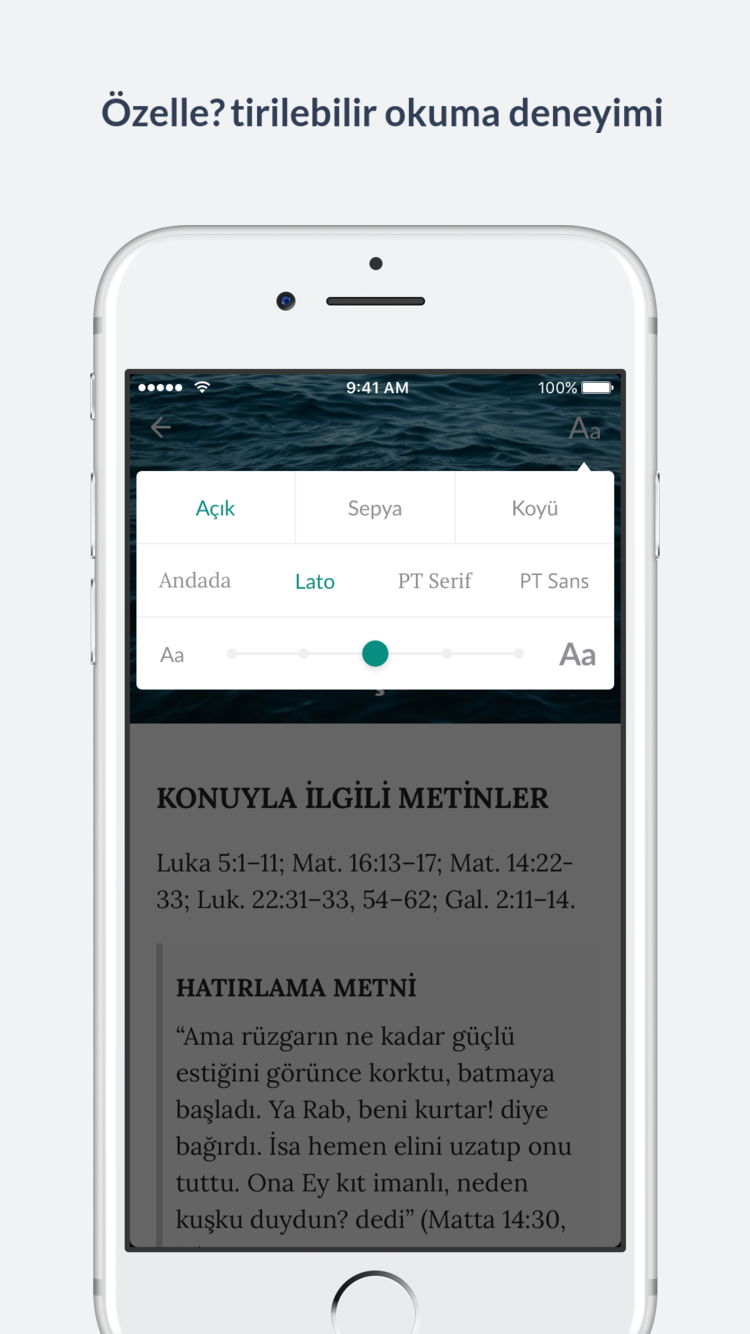 Özelle? tirilebilir okuma deneyimi
9:41 AM
100%
Aa
Açık
Sepya
Koyü
Andada
Lato
PT Serif
PT Sans
Aa
Aa
KONUYLA İLGİLİ METİNLER
Luka 5:1–11; Mat. 16:13–17; Mat. 14:22-
33; Luk. 22:31–33, 54–62; Gal. 2:11–14.
HATIRLAMA METNİ
“Ama rüzgarın ne kadar güçlü
estiğini görünce korktu, batmaya
başladı. Ya Rab, beni kurtar! diye
bağırdı. İsa hemen elini uzatıp onu
tuttu. Ona Ey kıt imanlı, neden
kuşku duydun? dedi” (Matta 14:30,